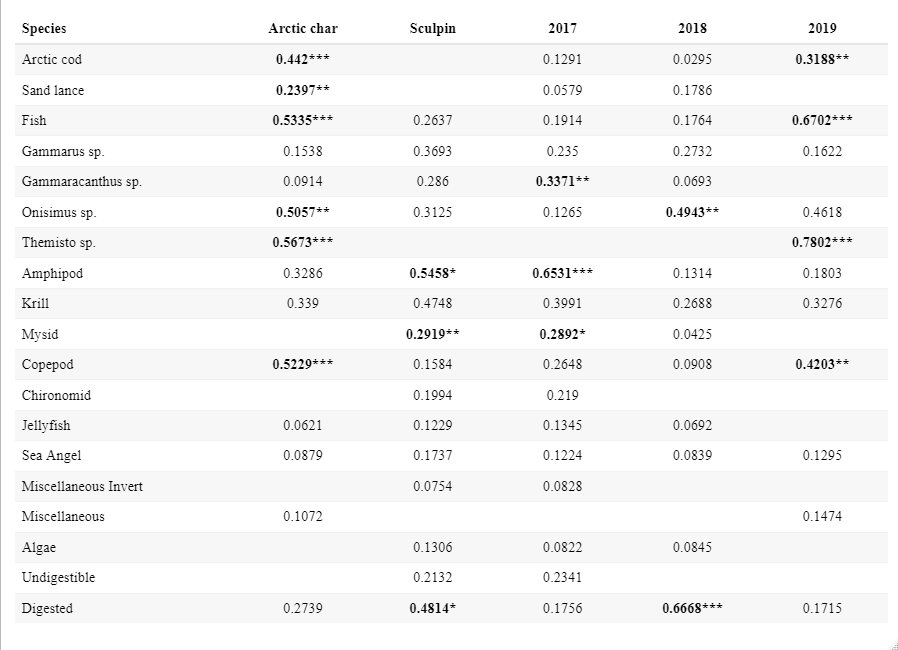 Species Arctic char Sculpin 2017 2018 2019
Arctic cod 0.442*** 0.1291 0.0295 0.3188**
Sand lance 0.2397** 0.0579 0.1786
Fish 0.5335*** 0.2637 0.1914 0.1764 0.6702***
Gammarus sp. 0.1538 0.3693 0.235 0.2732 0.1622
Gammaracanthus sp. 0.0914 0.286 0.3371** 0.0693
Onisimus sp. 0.5057** 0.3125 0.1265 0.4943** 0.4618
Themisto sp. 0.5673*** 0.7802***
Amphipod 0.3286 0.5458* 0.6531*** 0.1314 0.1803
Krill 0.339 0.4748 0.3991 0.2688 0.3276
Mysid 0.2919** 0.2892* 0.0425
Copepod 0.5229*** 0.1584 0.2648 0.0908 0.4203**
Chironomid 0.1994 0.219
Jellyfish 0.0621 0.1229 0.1345 0.0692
Sea Angel 0.0879 0.1737 0.1224 0.0839 0.1295
Miscellaneous Invert 0.0754 0.0828
Miscellaneous 0.1072 0.1474
Algae 0.1306 0.0822 0.0845
Undigestible 0.2132 0.2341
Digested 0.2739 0.4814* 0.1756 0.6668*** 0.1715